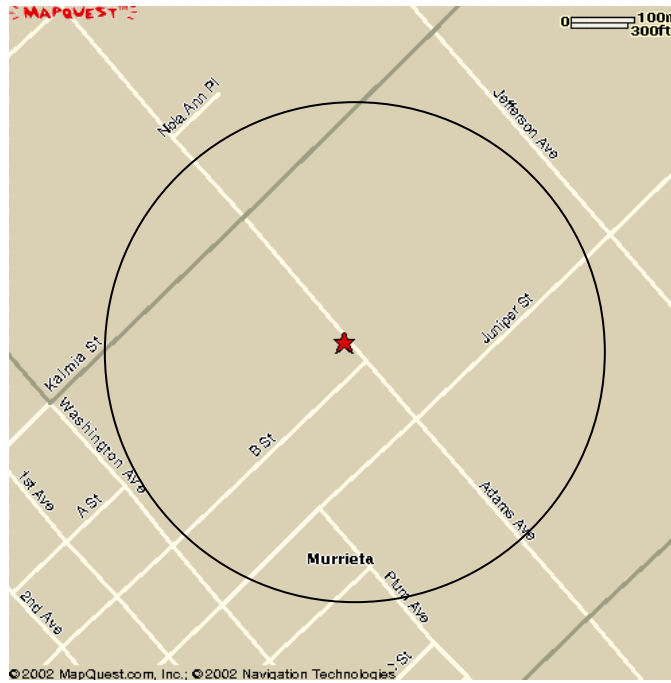 MAPQUEST™
0 100m
300ft
Nola Ann Pl
Jefferson Ave
Juniper St
Kalmia St
Washington Ave
B St
1st Ave
A St
Adams Ave
Murrieta
Plum Ave
2nd Ave
St
©2002 MapQuest.com, Inc.; ©2002 Navigation Technologies